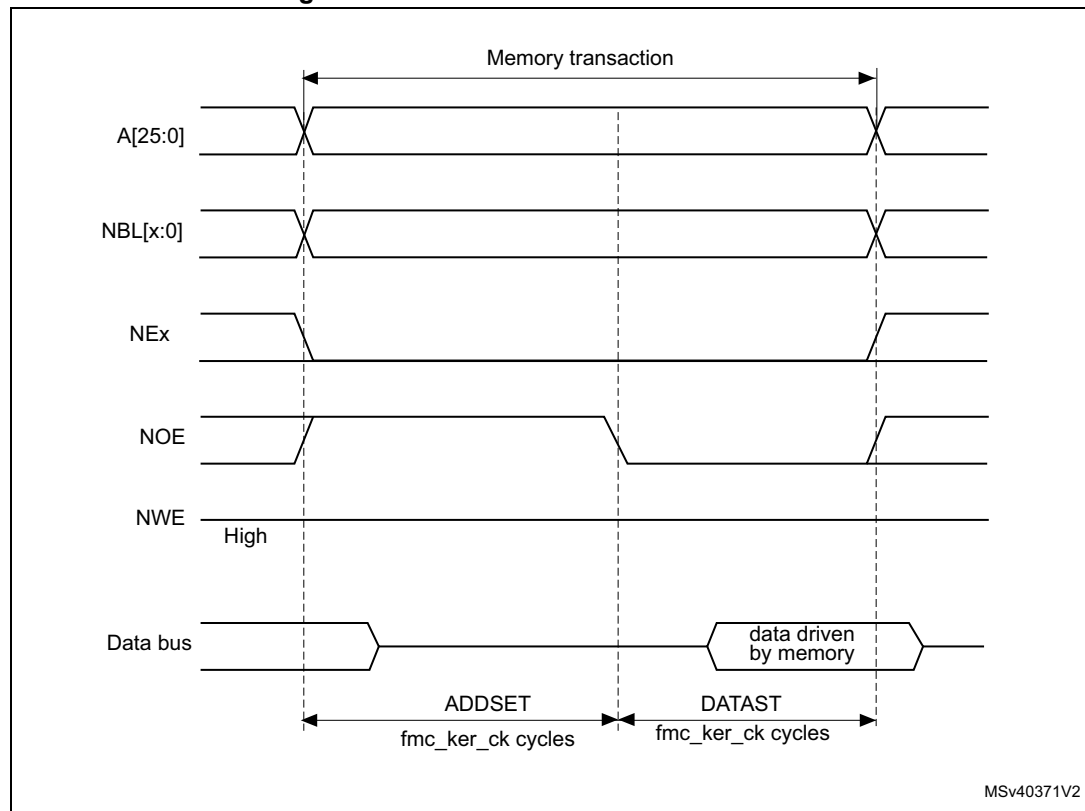 Memory transaction
A[25:0]
NBL[x:0]
NEx
NOE
NWE
High
Data bus
data driven
by memory
ADDSET
DATAST
fmc_ker_ck cycles
fmc_ker_ck cycles
MSv40371V2